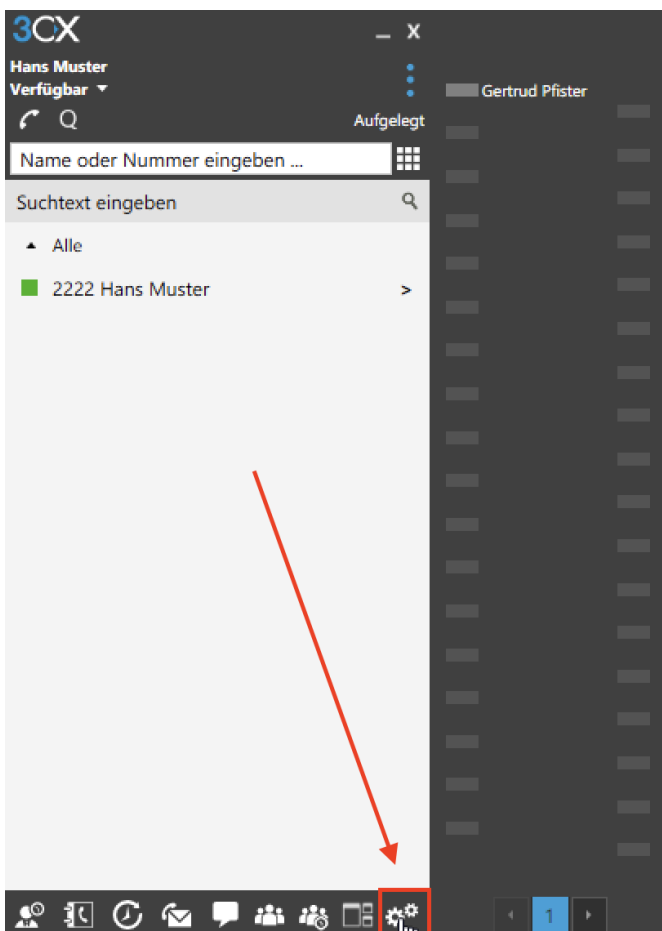 3CX
Hans Muster
Verfügbar
Aufgelegt
Name oder Nummer eingeben ...
Suchtext eingeben
Alle
2222 Hans Muster
Gertrud Pfister
1